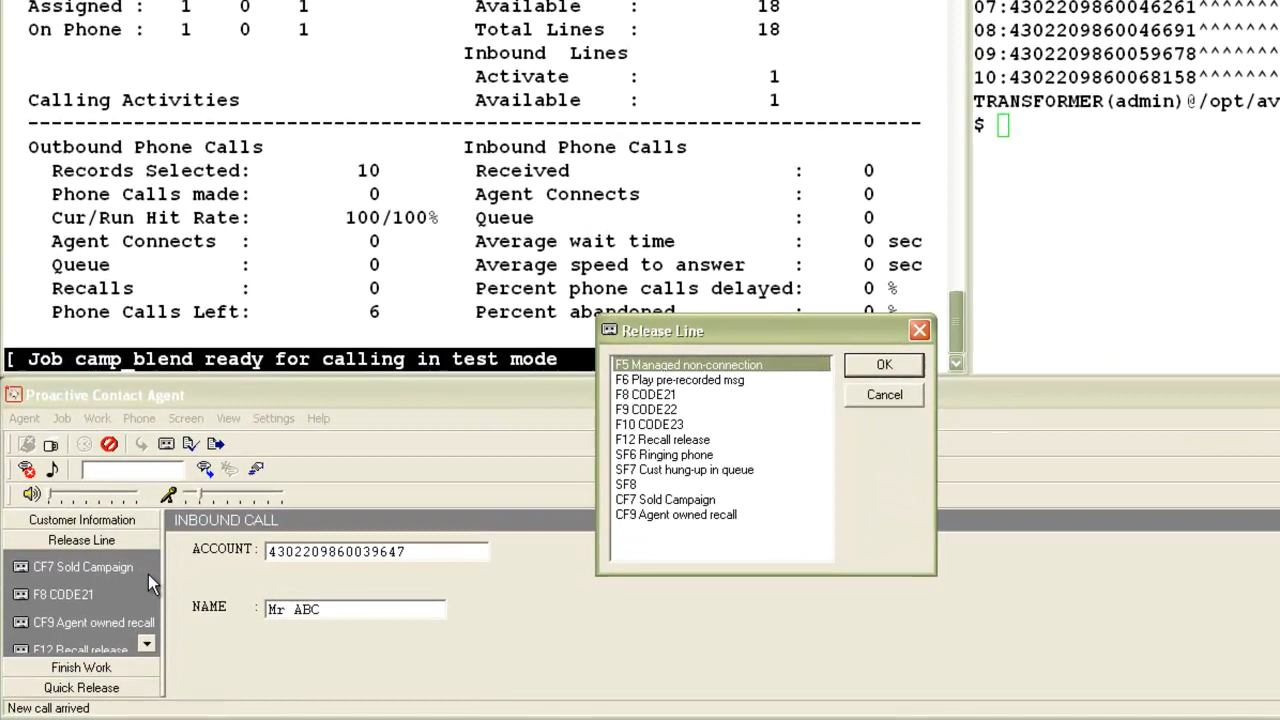 Assigned : 1 0 1
On Phone : 1 0 1
Calling Activities
Available : 18
Total Lines : 18
Inbound Lines
Activate : 1
Available : 1
--------------------------------------------------------------------------------
Outbound Phone Calls
Records Selected: 10
Phone Calls made: 0
Cur/Run Hit Rate: 100/100%
Agent Connects : 0
Queue : 0
Recalls : 0
Phone Calls Left: 6
Inbound Phone Calls
Received : 0
Agent Connects : 0
Queue : 0
Average wait time : 0 sec
Average speed to answer : 0 sec
Percent phone calls delayed: 0 %
Percent abandoned 0 %
[ Job camp_blend ready for calling in test mode
07:4302209860046261^^^^^^^
08:4302209860046691^^^^^^^
09:4302209860059678^^^^^^^
10:4302209860068158^^^^^^^
TRANSFORMER(admin)@/opt/av
$
Release Line
F5 Managed non-connection
F6 Play pre-recorded msg
F8 CODE21
F9 CODE22
F10 CODE23
F12 Recall release
SF6 Ringing phone
SF7 Cust hung-up in queue
SF8
CF7 Sold Campaign
CF9 Agent owned recall
OK
Cancel
Proactive Contact Agent
Agent Job Work Phone Screen View Settings Help
Customer Information
Release Line
CF7 Sold Campaign
F8 CODE21
CF9 Agent owned recall
F12 Recall release
Finish Work
Quick Release
INBOUND CALL
ACCOUNT : 4302209860039647
NAME : Mr ABC
New call arrived